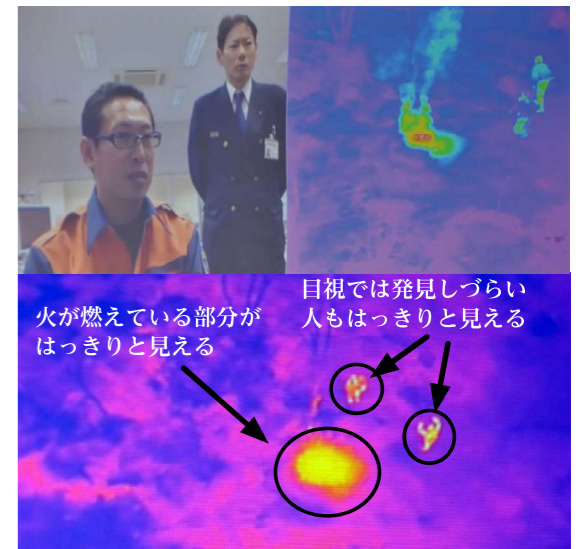 火が燃えている部分が
はっきりと見える
目視では発見しづらい
人もはっきりと見える